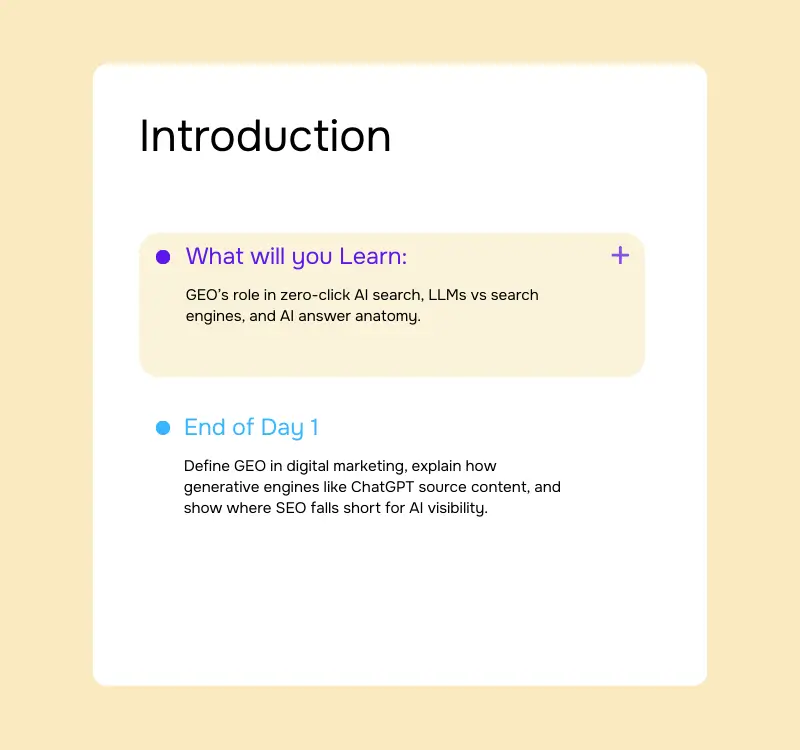 Introduction
What will you Learn:
GEO's role in zero-click AI search, LLMs vs search
engines, and AI answer anatomy.
End of Day 1
Define GEO in digital marketing, explain how
generative engines like ChatGPT source content, and
show where SEO falls short for AI visibility.